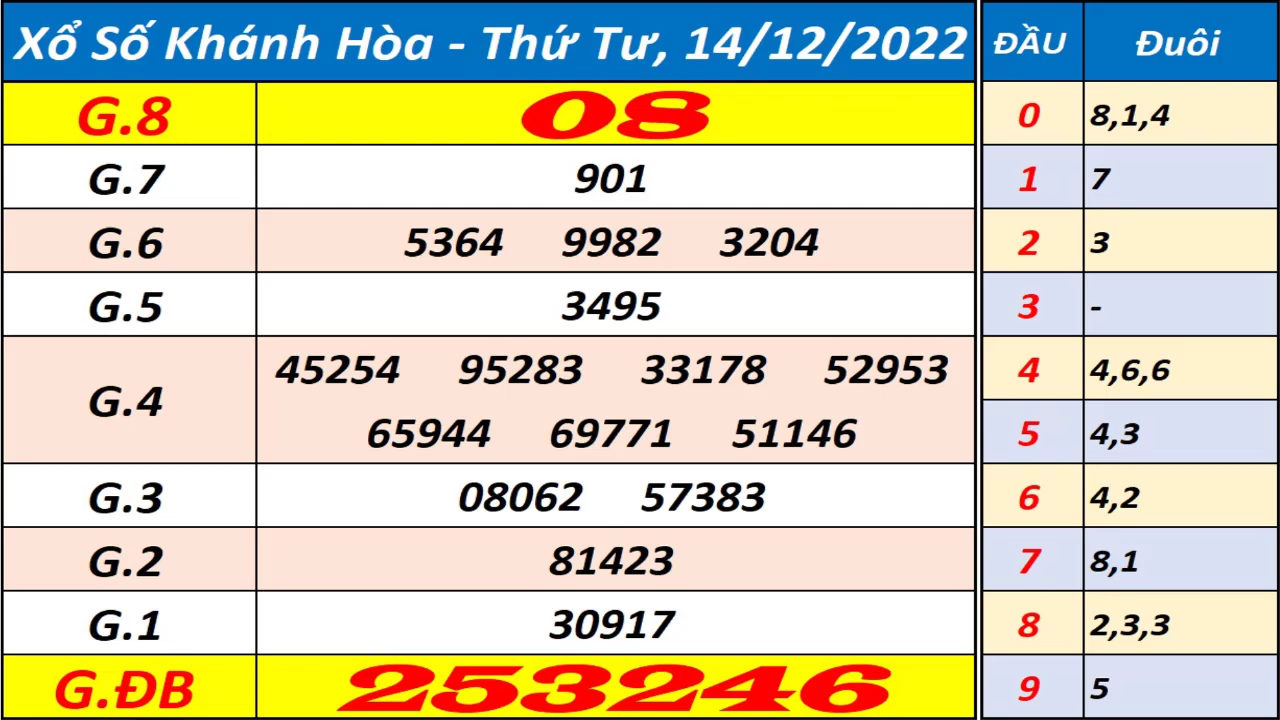 Xổ Số Khánh Hòa - Thứ Tư, 14/12/2022 ĐẦU Đuôi
G.8 08 0 8,1,4
G.7 901 1 7
G.6 5364 9982 3204 2 3
G.5 3495 3 -
45254 95283 33178 52953 4 4,6,6
G.4
65944 69771 51146 5 4,3
G.3 08062 57383 6 4,2
G.2 81423 7 8,1
G.1 30917 8 2,3,3
G.ĐB 253246 9 5